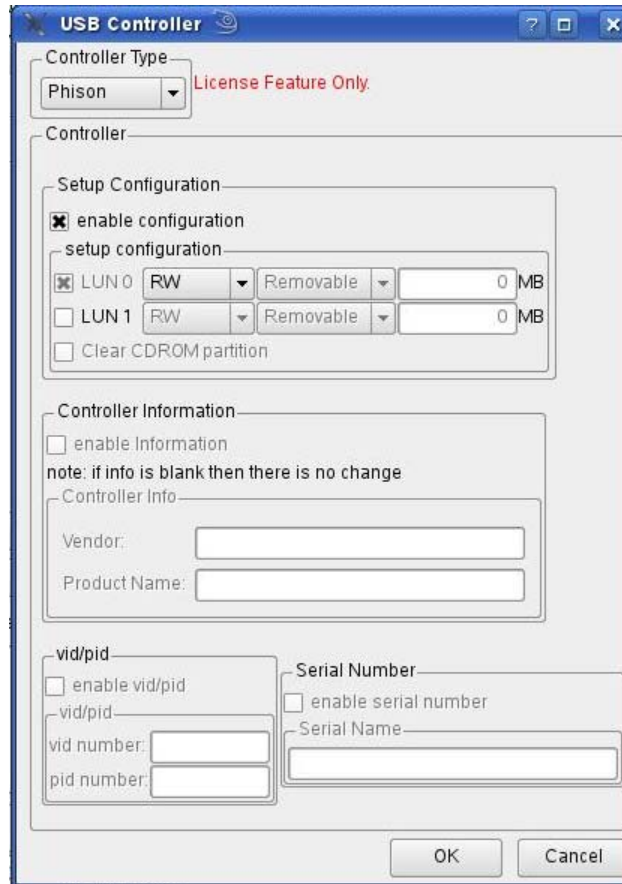 USB Controller
Controller Type
Phison
License Feature Only.
Controller
Setup Configuration
enable configuration
setup configuration
LUN 0 RW Removable 0 MB
LUN 1 RW Removable 0 MB
Clear CDROM partition
Controller Information
enable Information
note: if info is blank then there is no change
Controller Info
Vendor:
Product Name:
vid/pid
enable vid/pid
vid/pid
vid number:
pid number:
Serial Number
enable serial number
Serial Name
OK Cancel